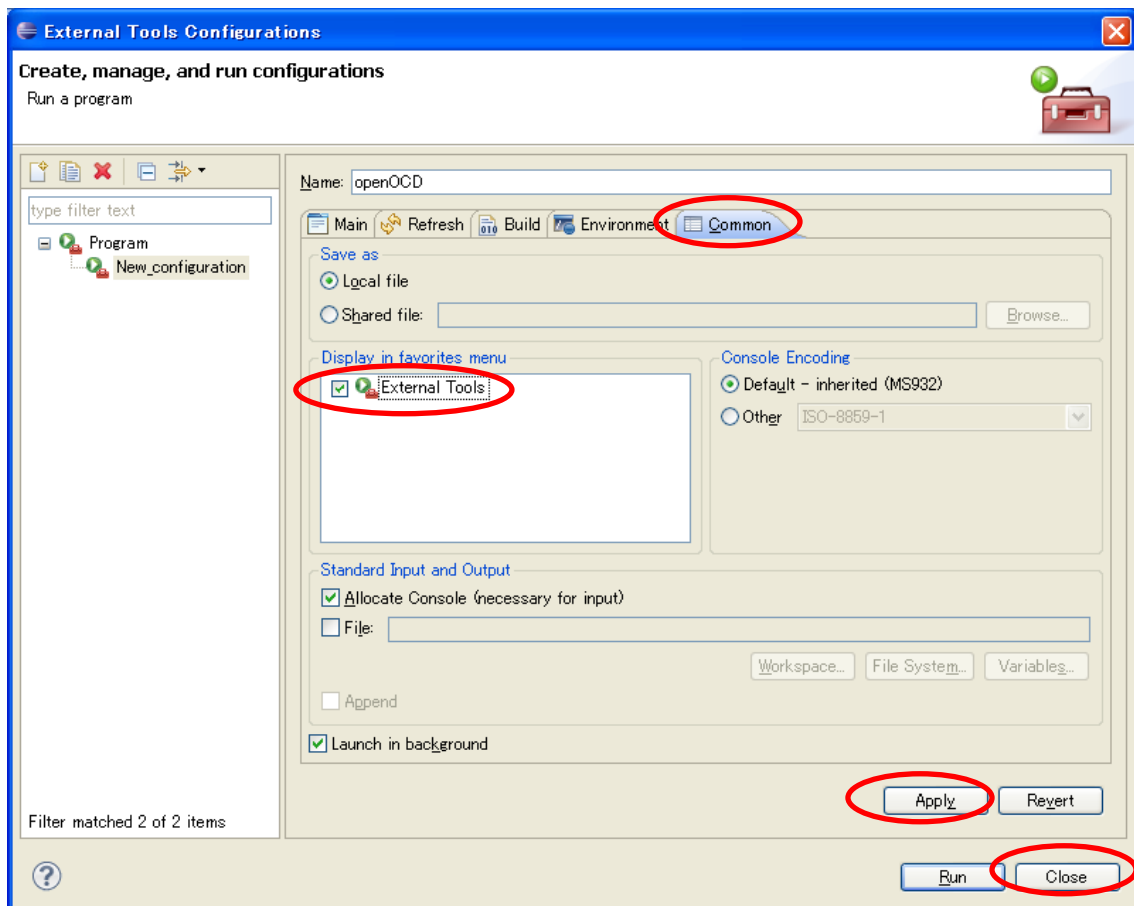 External Tools Configurations
Create, manage, and run configurations
Run a program
type filter text
Program
New_configuration
Filter matched 2 of 2 items
Name: openOCD
Main Refresh Build Environment Common
Save as
Local file
Shared file: Browse...
Display in favorites menu
External Tools
Console Encoding
Default - inherited (MS932)
Other ISO-8859-1
Standard Input and Output
Allocate Console (necessary for input)
File:
Workspace... File System... Variables...
Append
Launch in background
Apply Revert
? Run Close